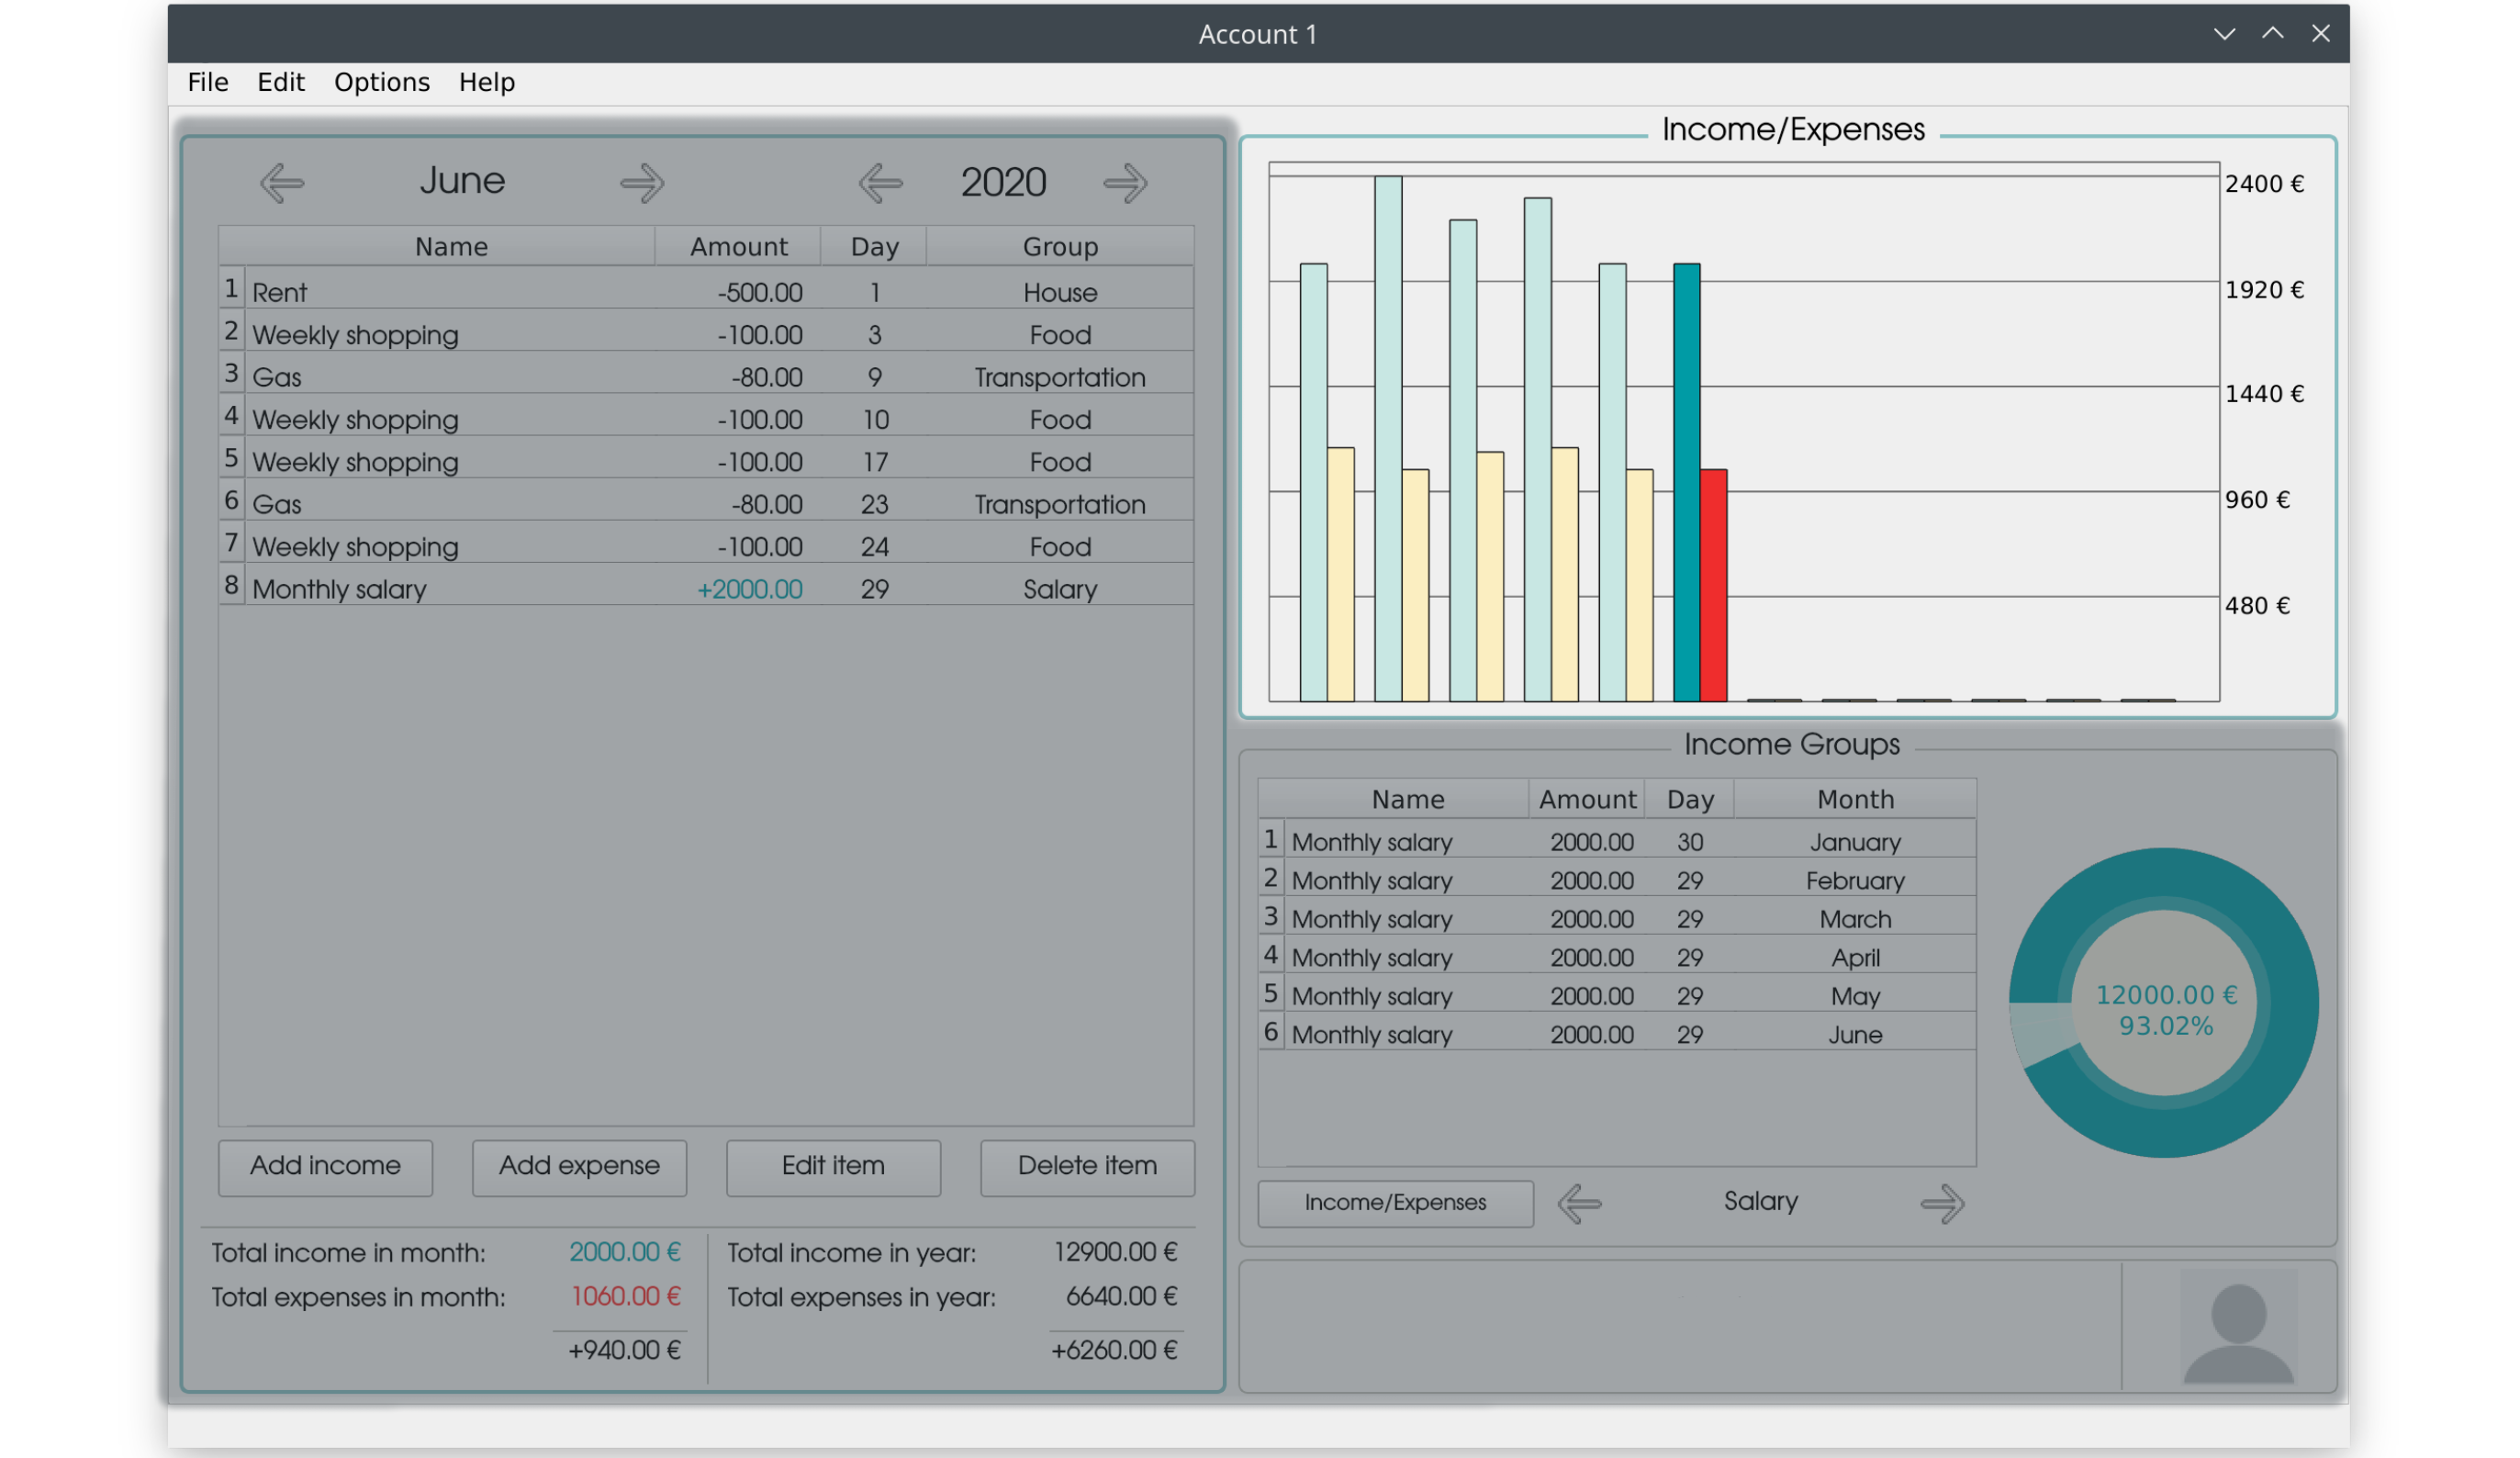 Account 1
File Edit Options Help
June 2020
Name Amount Day Group
1 Rent -500.00 1 House
2 Weekly shopping -100.00 3 Food
3 Gas -80.00 9 Transportation
4 Weekly shopping -100.00 10 Food
5 Weekly shopping -100.00 17 Food
6 Gas -80.00 23 Transportation
7 Weekly shopping -100.00 24 Food
8 Monthly salary +2000.00 29 Salary
Add income Add expense Edit item Delete item
Total income in month: 2000.00 € Total income in year: 12900.00 €
Total expenses in month: 1060.00 € Total expenses in year: 6640.00 €
+940.00 € +6260.00 €
Income/Expenses
2400 €
1920 €
1440 €
960 €
480 €
Income Groups
Name Amount Day Month
1 Monthly salary 2000.00 30 January
2 Monthly salary 2000.00 29 February
3 Monthly salary 2000.00 29 March
4 Monthly salary 2000.00 29 April
5 Monthly salary 2000.00 29 May
6 Monthly salary 2000.00 29 June
12000.00 €
93.02%
Income/Expenses Salary